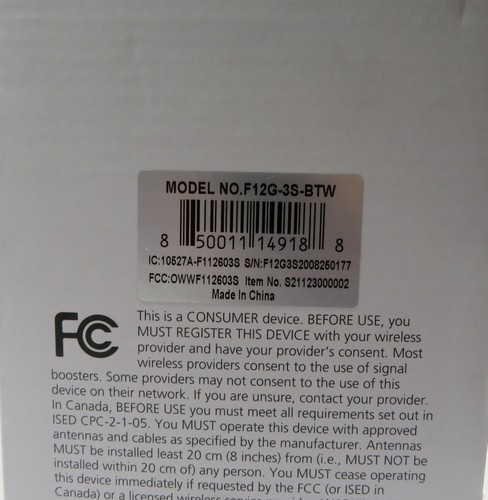 MODEL NO.F12G-3S-BTW
8 50011 14918 8
IC:10527A-F112603S S/N:F12G3S2008250177
FCC:OWWF112603S Item No. S21123000002
Made In China
FC
This is a CONSUMER device. BEFORE USE, you
MUST REGISTER THIS DEVICE with your wireless
provider and have your provider's consent. Most
wireless providers consent to the use of signal
boosters. Some providers may not consent to the use of this
device on their network. If you are unsure, contact your provider.
In Canada, BEFORE USE you must meet all requirements set out in
ISED CPC-2-1-05. You MUST operate this device with approved
antennas and cables as specified by the manufacturer. Antennas
MUST be installed least 20 cm (8 inches) from (i.e., MUST NOT be
installed within 20 cm of) any person. You MUST cease operating
this device immediately if requested by the FCC (or ISED in
Canada) or a licensed wireless service